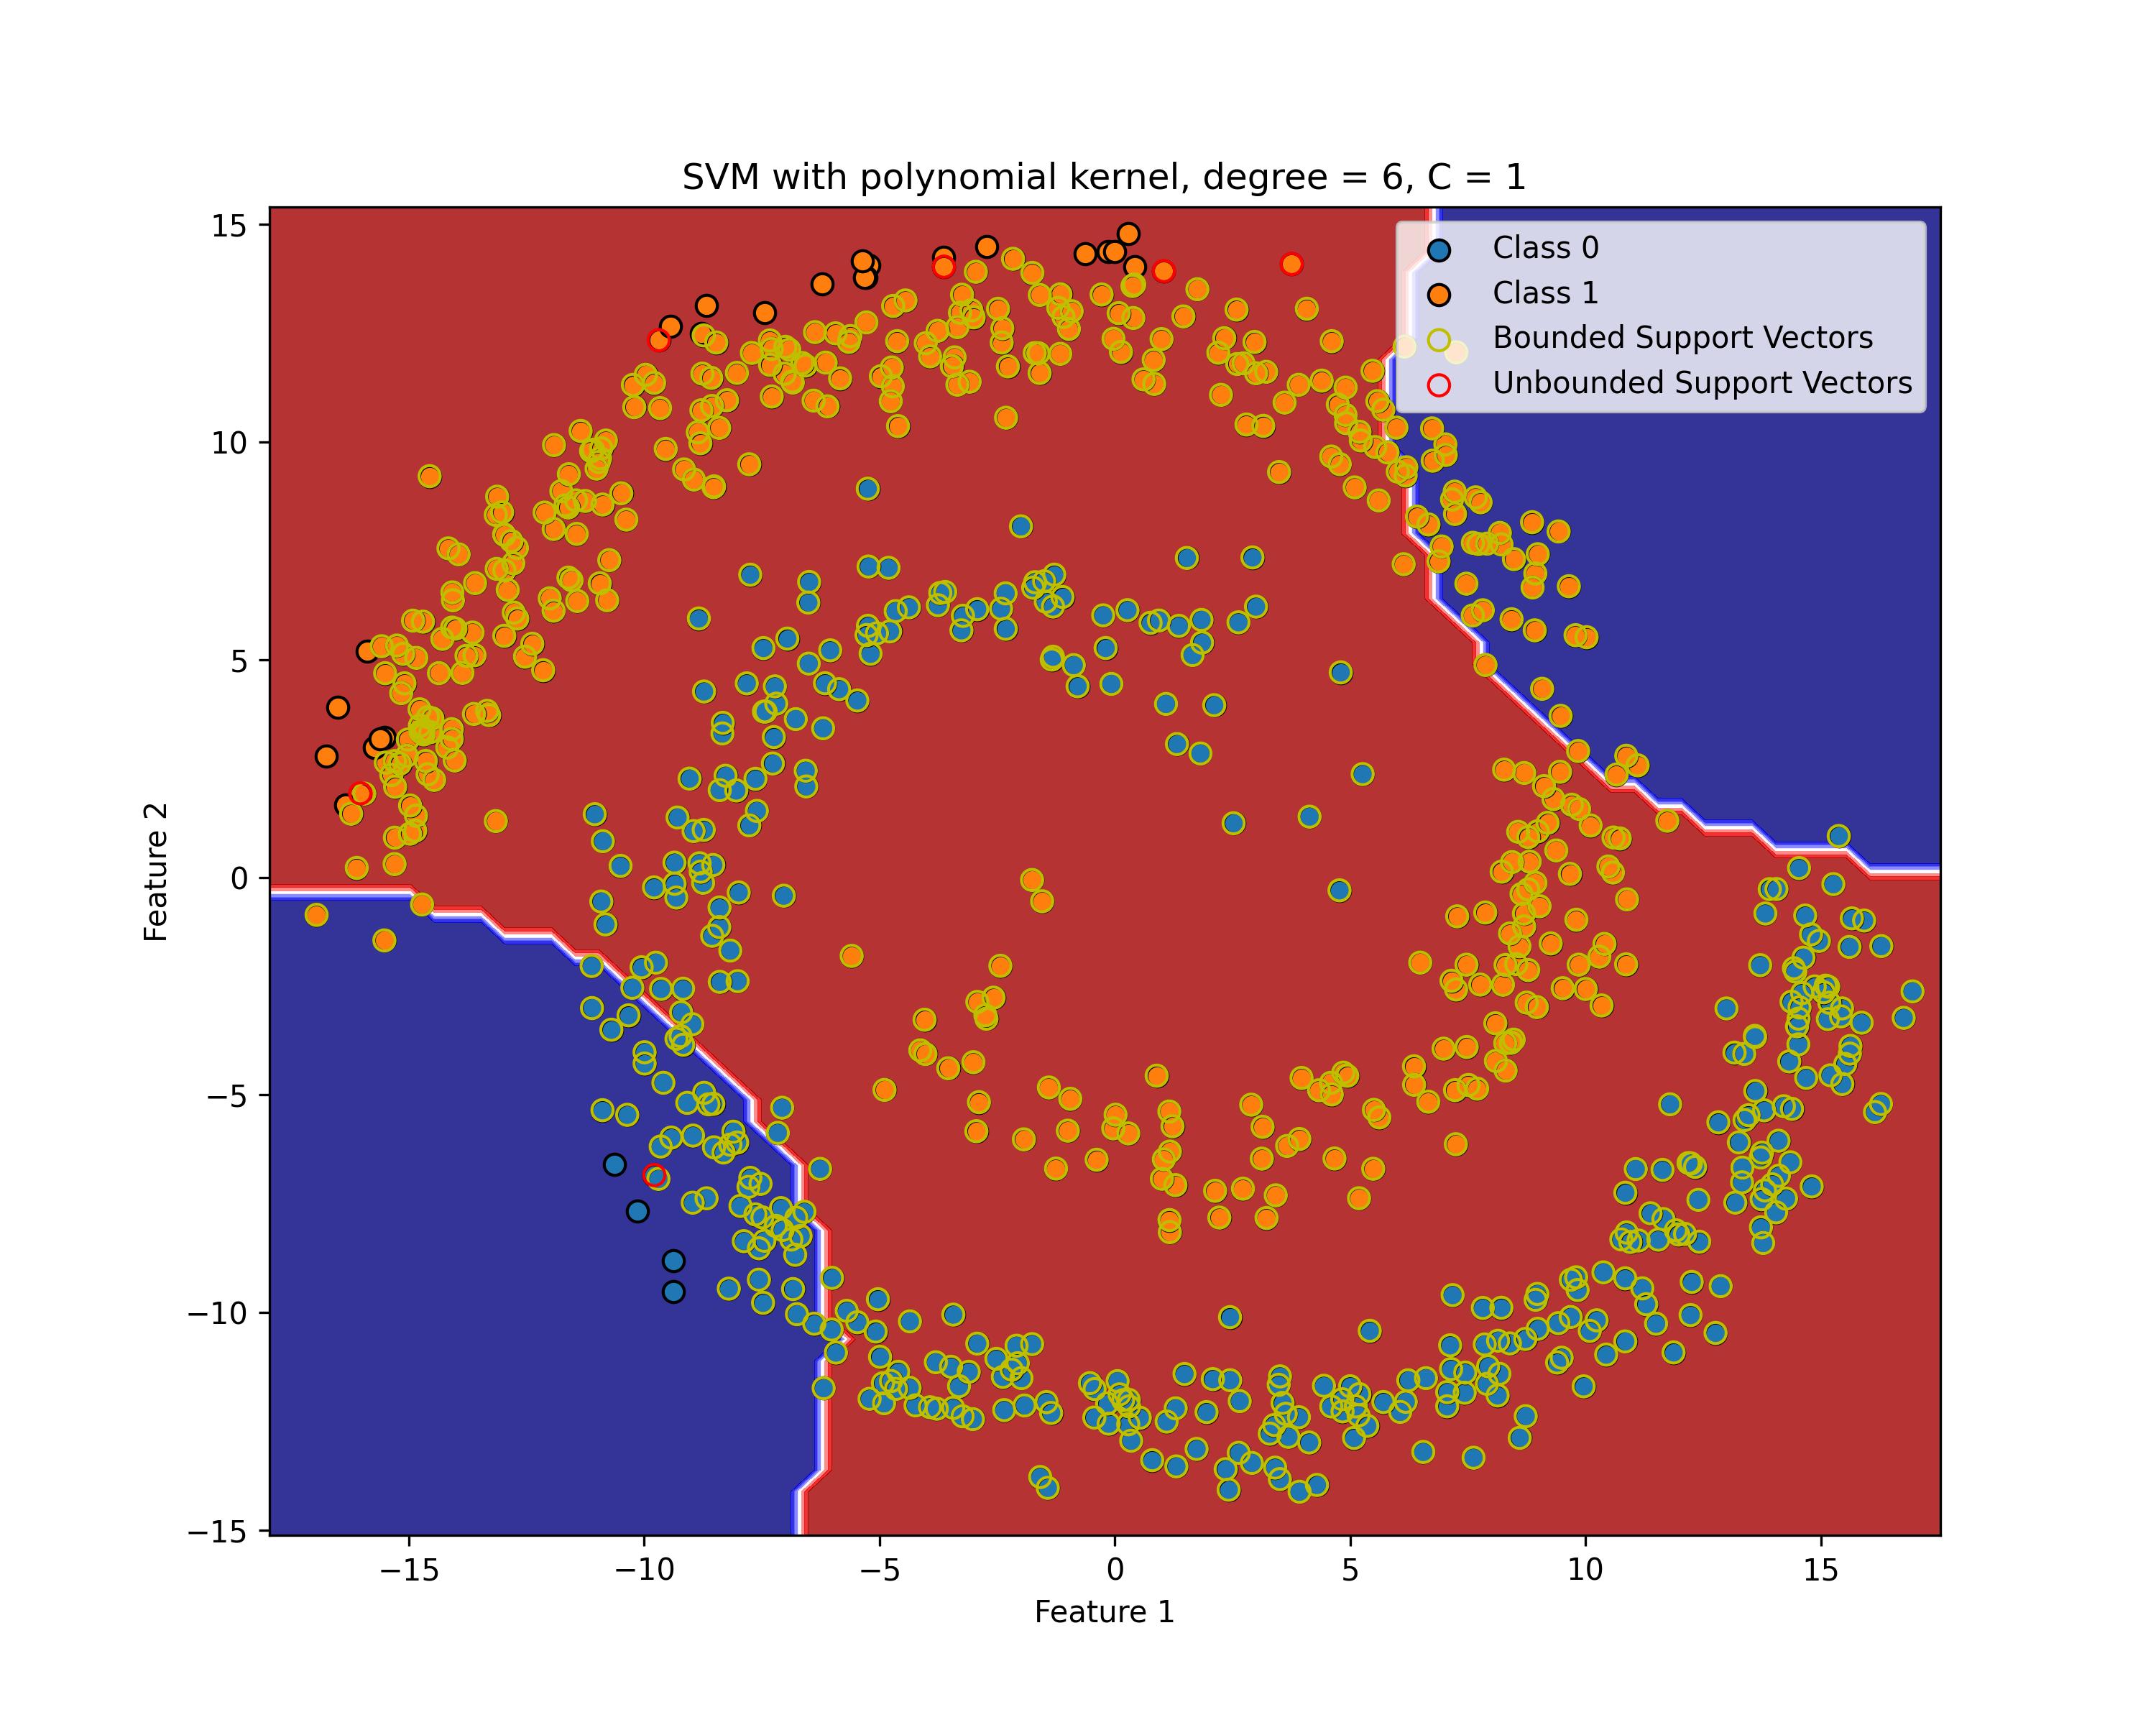 SVM with polynomial kernel, degree = 6, C = 1
Class 0
Class 1
Bounded Support Vectors
Unbounded Support Vectors
15
10
5
0
−5
−10
−15
Feature 2
−15 −10 −5 0 5 10 15
Feature 1